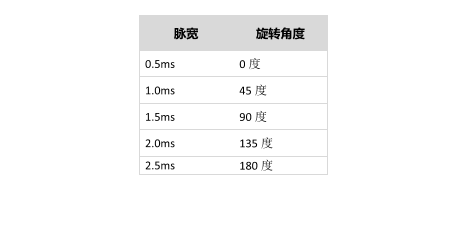 脉宽 旋转角度
0.5ms 0 度
1.0ms 45 度
1.5ms 90 度
2.0ms 135 度
2.5ms 180 度